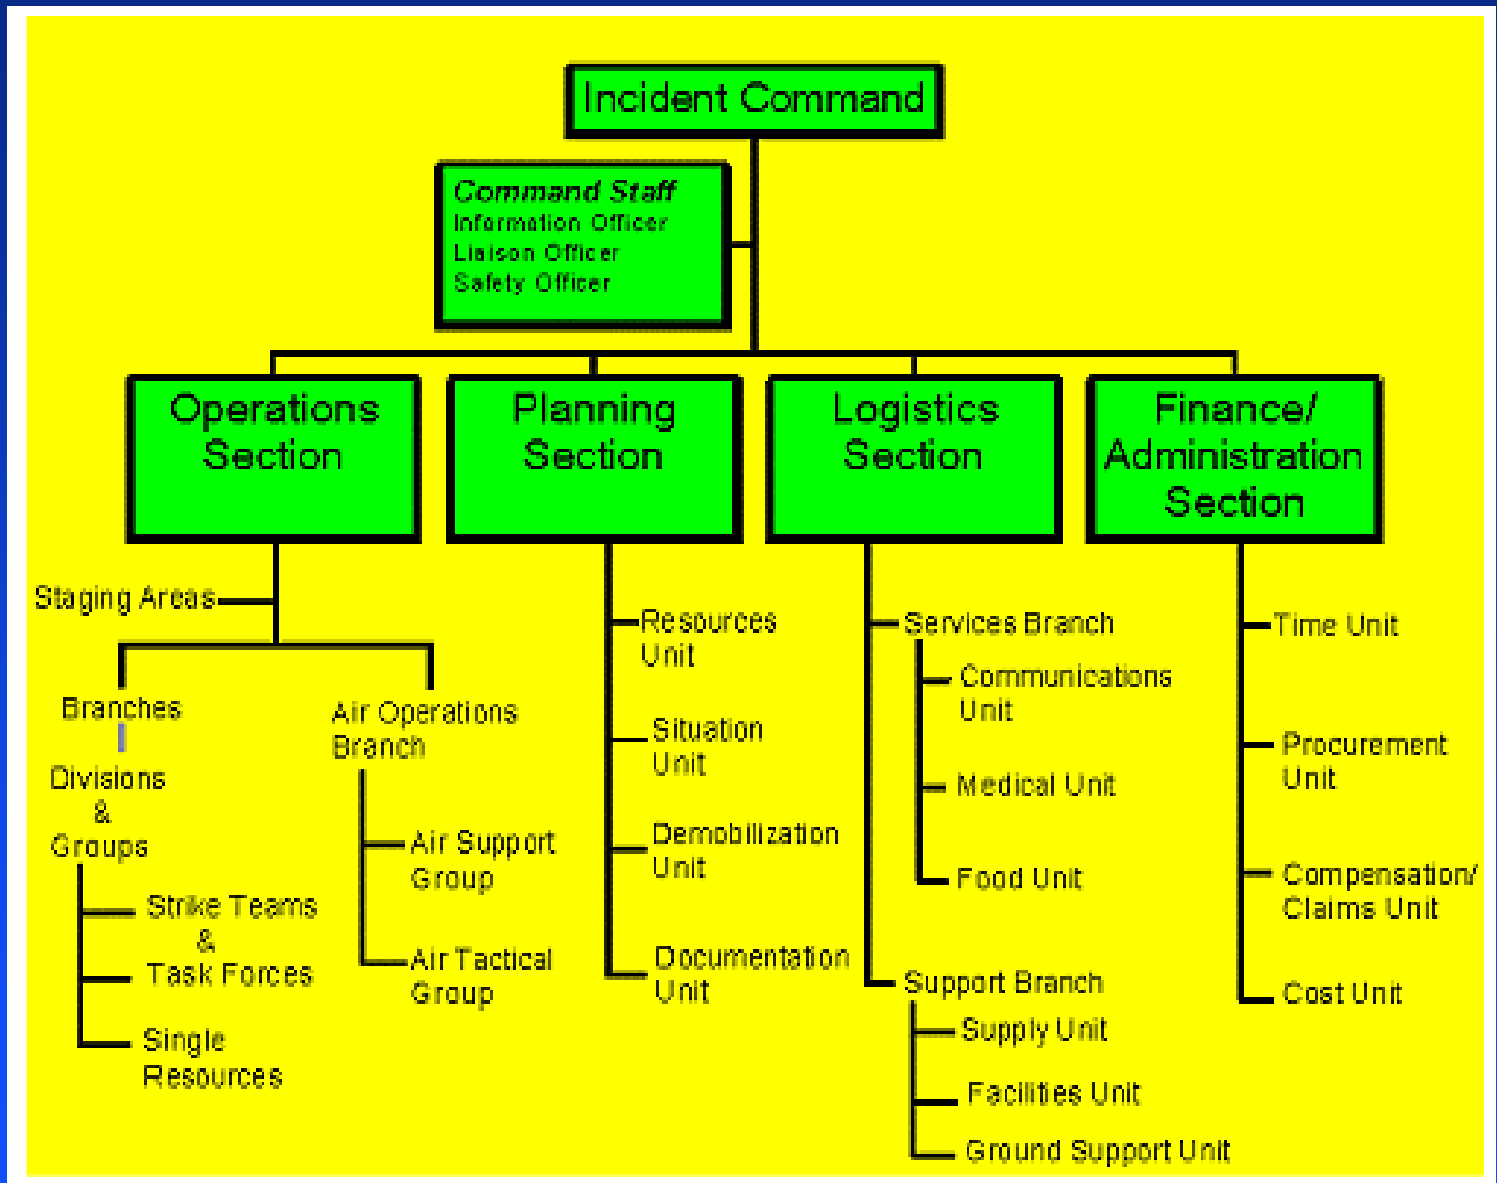 Incident Command
Command Staff
Information Officer
Liaison Officer
Safety Officer
Operations
Section
Planning
Section
Logistics
Section
Finance/
Administration
Section
Staging Areas
Branches
Divisions
&
Groups
Strike Teams
&
Task Forces
Single
Resources
Air Operations
Branch
Air Support
Group
Air Tactical
Group
Resources
Unit
Situation
Unit
Demobilization
Unit
Documentation
Unit
Services Branch
Communications
Unit
Medical Unit
Food Unit
Support Branch
Supply Unit
Facilities Unit
Ground Support Unit
Time Unit
Procurement
Unit
Compensation/
Claims Unit
Cost Unit